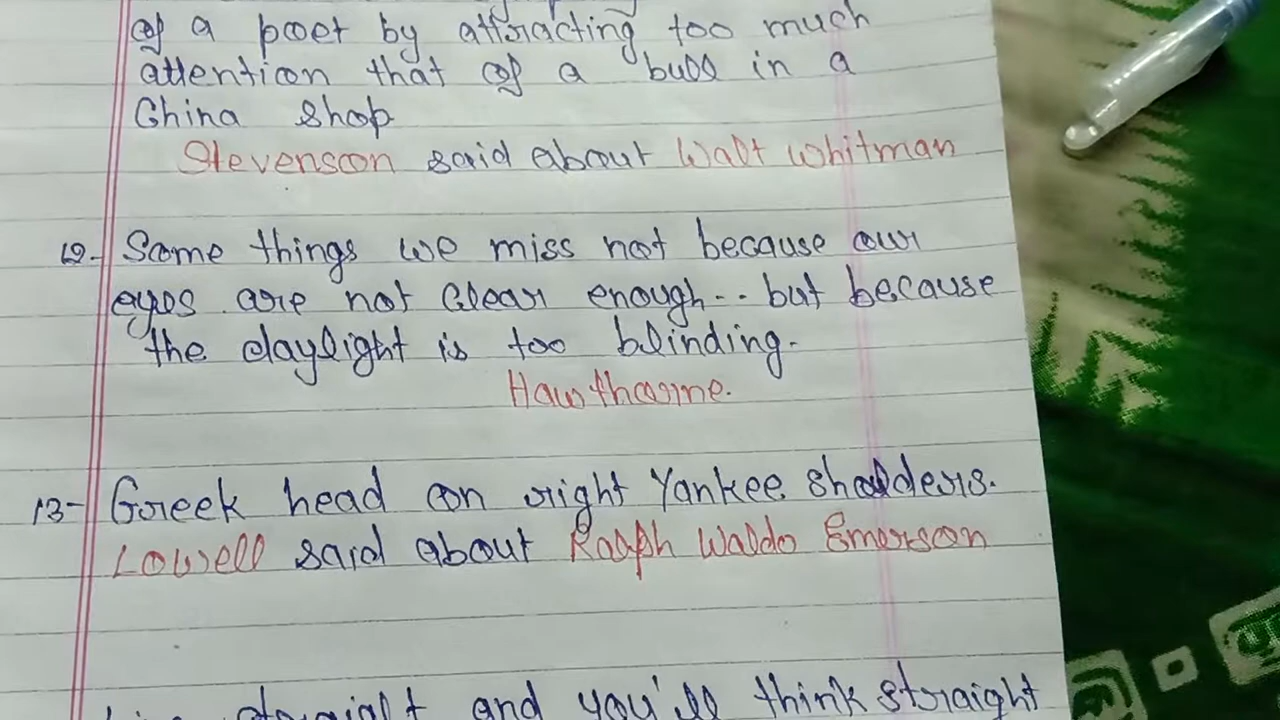 of a poet by attracting too much
attention that of a bull in a
China shop
Stevenson said about Walt Whitman
12- Some things we miss not because our
eyes are not clear enough-- but because
the daylight is too blinding.
Hawthorne.
13- Greek head on right Yankee sholders.
Lowell said about Ralph Waldo Emerson
straight and you'll think straight